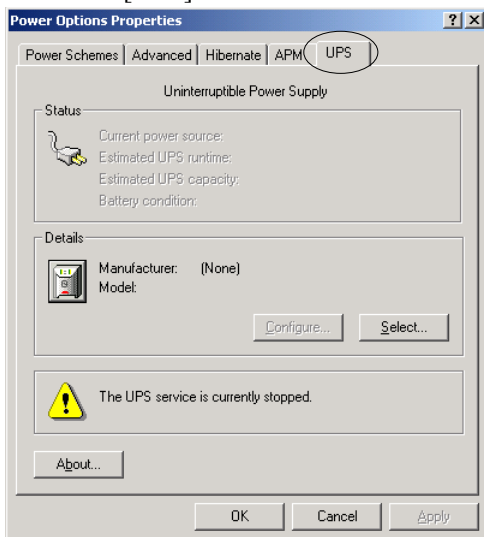 Power Options Properties
Power Schemes Advanced Hibernate APM UPS
Uninterruptible Power Supply
Status
Current power source:
Estimated UPS runtime:
Estimated UPS capacity:
Battery condition:
Details
Manufacturer: (None)
Model:
Configure... Select...
The UPS service is currently stopped.
About...
OK Cancel Apply